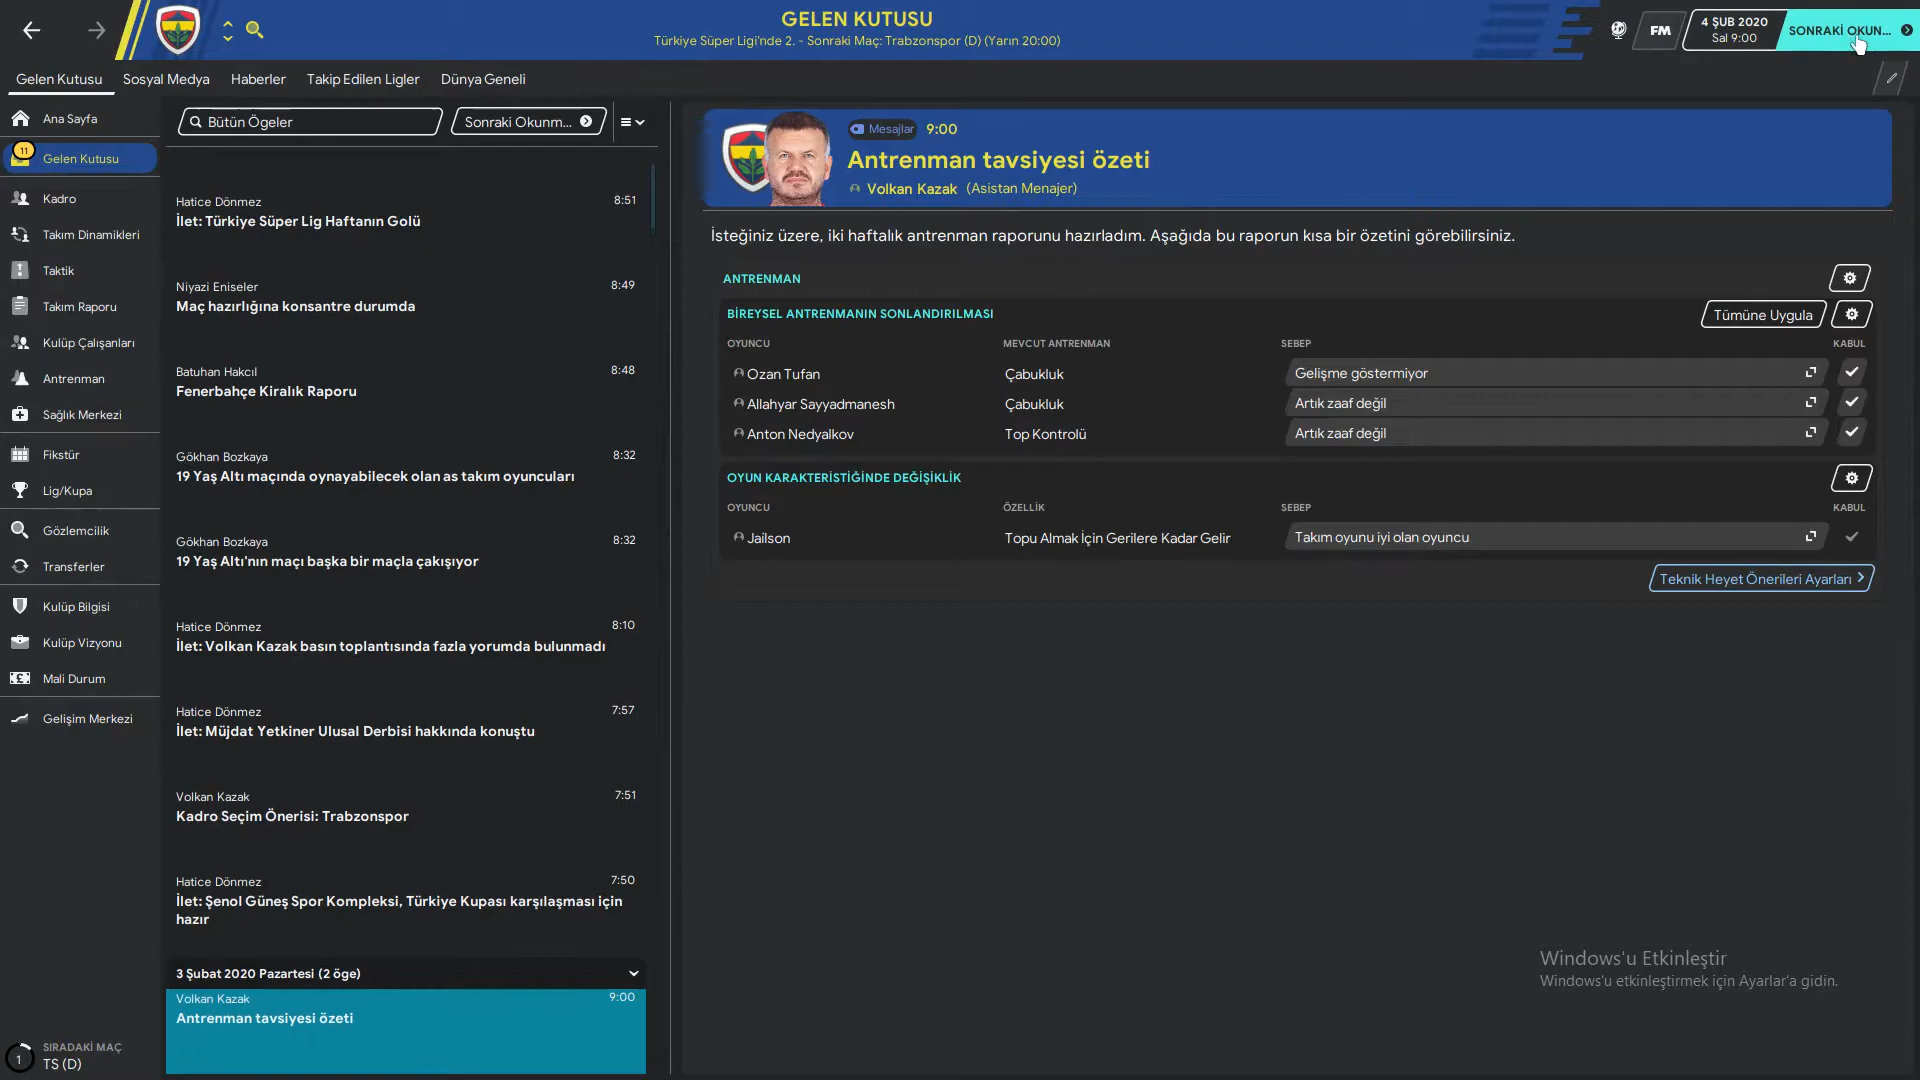 GELEN KUTUSU
Türkiye Süper Ligi'nde 2. - Sonraki Maç: Trabzonspor (D) (Yarın 20:00)
FM
4 ŞUB 2020
Sal 9:00
SONRAKİ OKUN...
Gelen Kutusu
Sosyal Medya
Haberler
Takip Edilen Ligler
Dünya Geneli
Ana Sayfa
11
Gelen Kutusu
Kadro
Takım Dinamikleri
Taktik
Takım Raporu
Kulüp Çalışanları
Antrenman
Sağlık Merkezi
Fikstür
Lig/Kupa
Gözlemcilik
Transferler
Kulüp Bilgisi
Kulüp Vizyonu
Mali Durum
Gelişim Merkezi
1
SIRADAKİ MAÇ
TS (D)
Bütün Ögeler
Sonraki Okunm...
Hatice Dönmez 8:51
İlet: Türkiye Süper Lig Haftanın Golü
Niyazi Eniseler 8:49
Maç hazırlığına konsantre durumda
Batuhan Hakcıl 8:48
Fenerbahçe Kiralık Raporu
Gökhan Bozkaya 8:32
19 Yaş Altı maçında oynayabilecek olan as takım oyuncuları
Gökhan Bozkaya 8:32
19 Yaş Altı'nın maçı başka bir maçla çakışıyor
Hatice Dönmez 8:10
İlet: Volkan Kazak basın toplantısında fazla yorumda bulunmadı
Hatice Dönmez 7:57
İlet: Müjdat Yetkiner Ulusal Derbisi hakkında konuştu
Volkan Kazak 7:51
Kadro Seçim Önerisi: Trabzonspor
Hatice Dönmez 7:50
İlet: Şenol Güneş Spor Kompleksi, Türkiye Kupası karşılaşması için
hazır
3 Şubat 2020 Pazartesi (2 öge)
Volkan Kazak 9:00
Antrenman tavsiyesi özeti
Mesajlar 9:00
Antrenman tavsiyesi özeti
Volkan Kazak (Asistan Menajer)
İsteğiniz üzere, iki haftalık antrenman raporunu hazırladım. Aşağıda bu raporun kısa bir özetini görebilirsiniz.
ANTRENMAN
BİREYSEL ANTRENMANIN SONLANDIRILMASI
Tümüne Uygula
OYUNCU MEVCUT ANTRENMAN SEBEP KABUL
Ozan Tufan Çabukluk Gelişme göstermiyor
Allahyar Sayyadmanesh Çabukluk Artık zaaf değil
Anton Nedyalkov Top Kontrolü Artık zaaf değil
OYUN KARAKTERİSTİĞİNDE DEĞİŞİKLİK
OYUNCU ÖZELLİK SEBEP KABUL
Jaílson Topu Almak İçin Gerilere Kadar Gelir Takım oyunu iyi olan oyuncu
Teknik Heyet Önerileri Ayarları
Windows'u Etkinleştir
Windows'u etkinleştirmek için Ayarlar'a gidin.